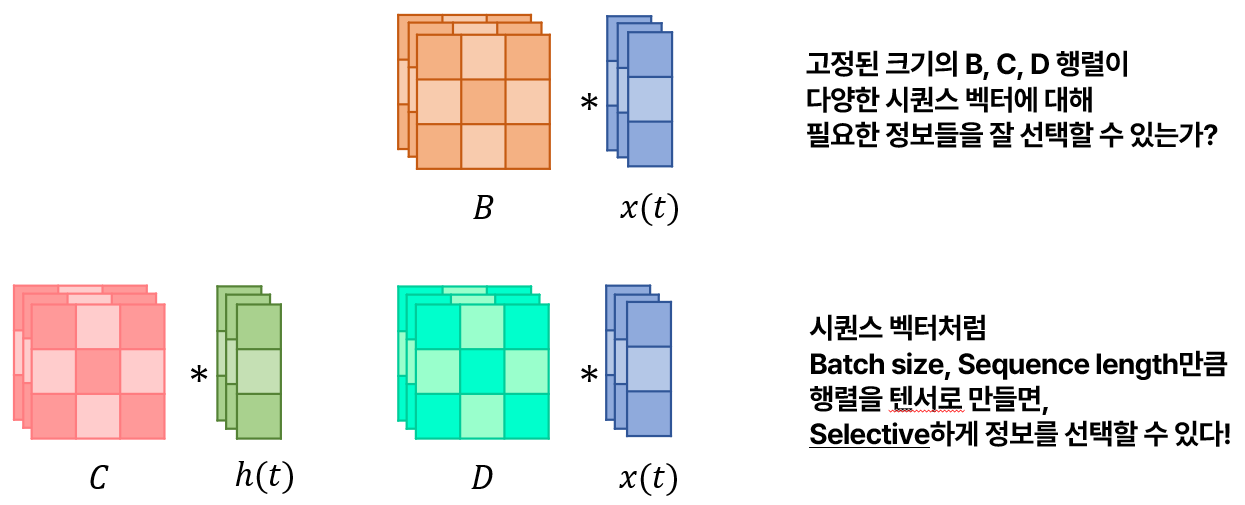 고정된 크기의 B, C, D 행렬이
다양한 시퀀스 벡터에 대해
필요한 정보들을 잘 선택할 수 있는가?
*
B
x(t)
시퀀스 벡터처럼
Batch size, Sequence length만큼
행렬을 텐서로 만들면,
Selective하게 정보를 선택할 수 있다!
*
*
C
h(t)
D
x(t)